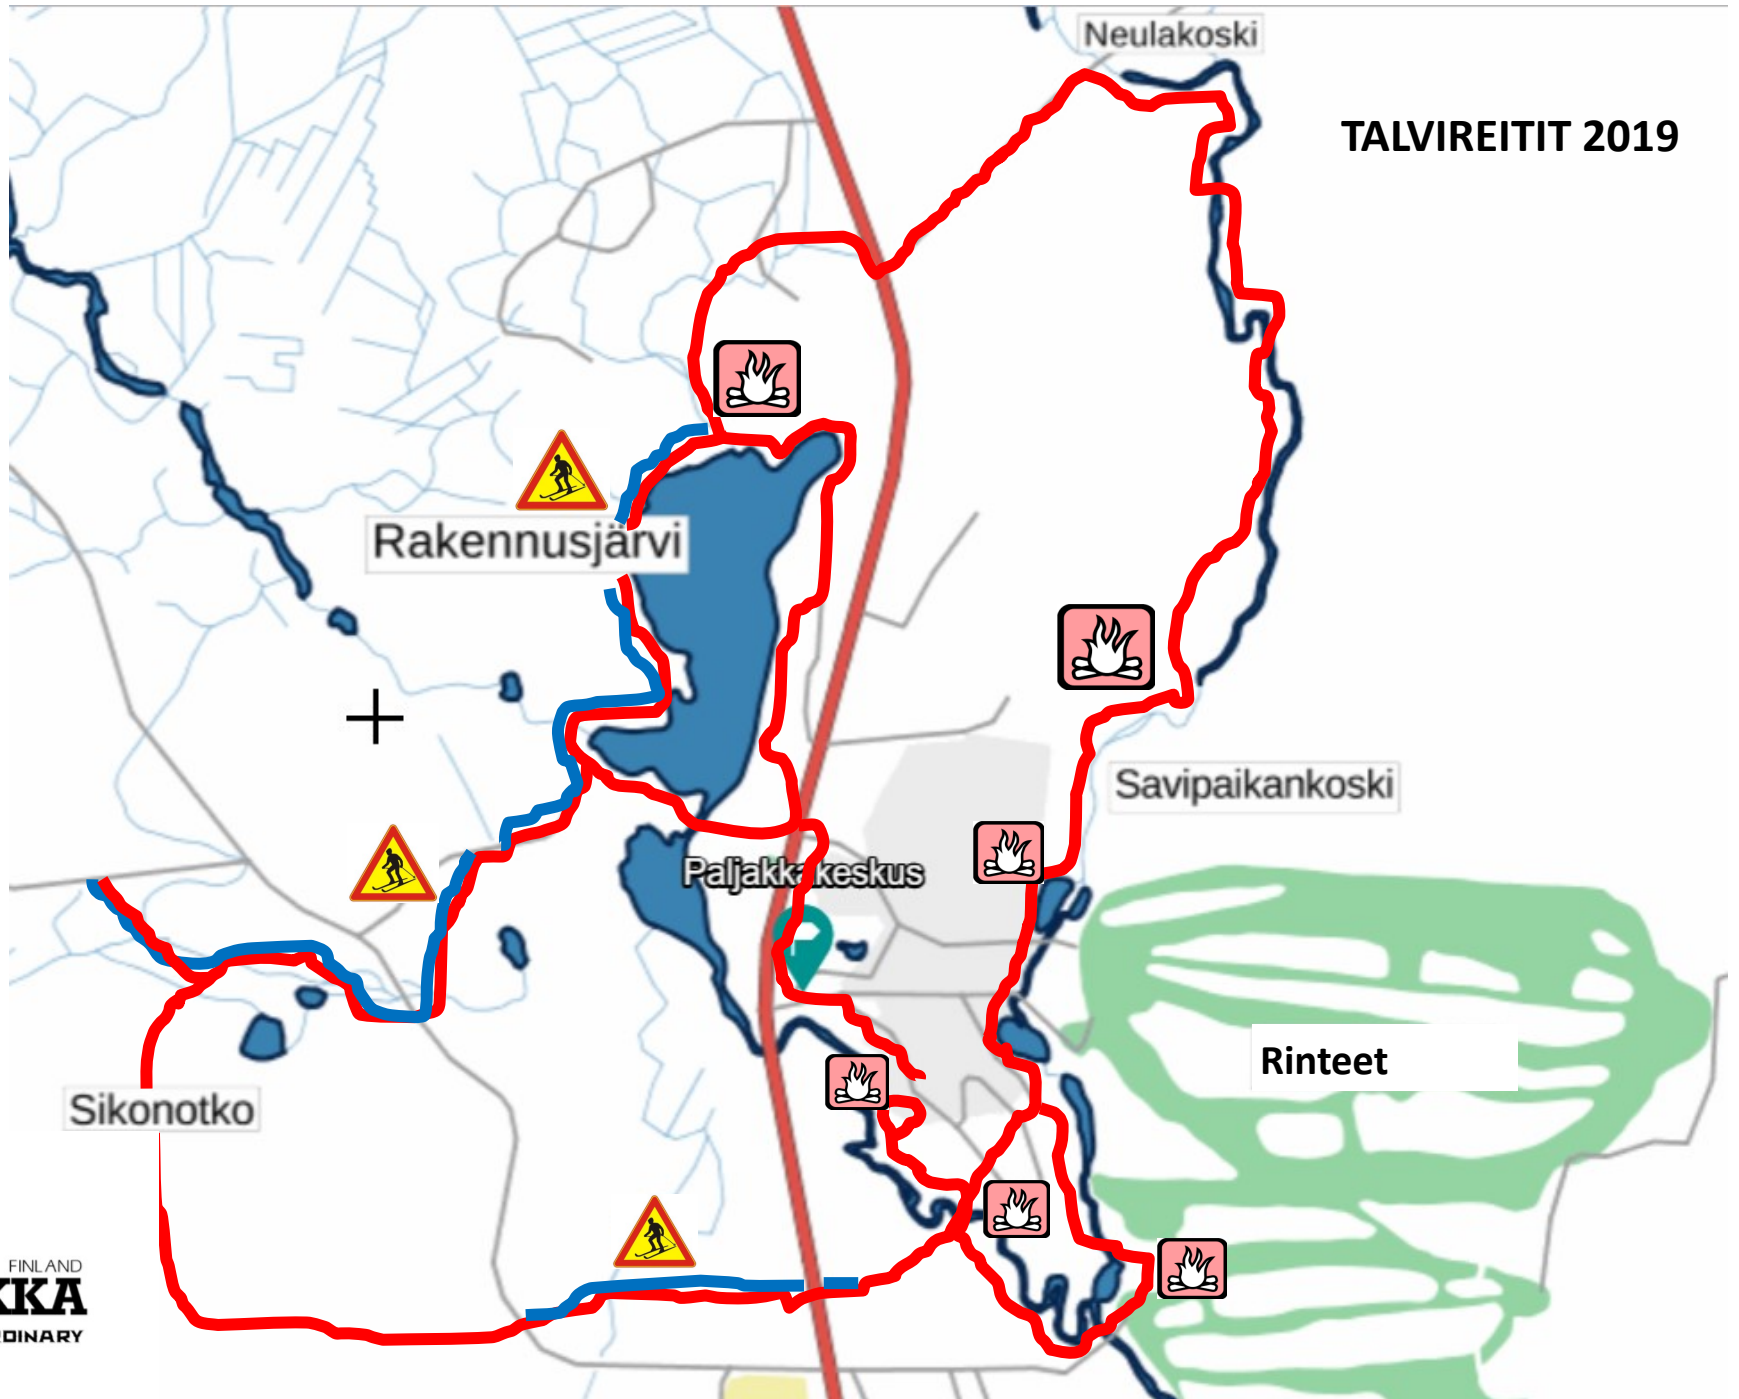 Neulakoski
TALVIREITIT 2019
Rakennusjärvi
Savipaikankoski
Paljakkakeskus
Rinteet
Sikonotko
FINLAND